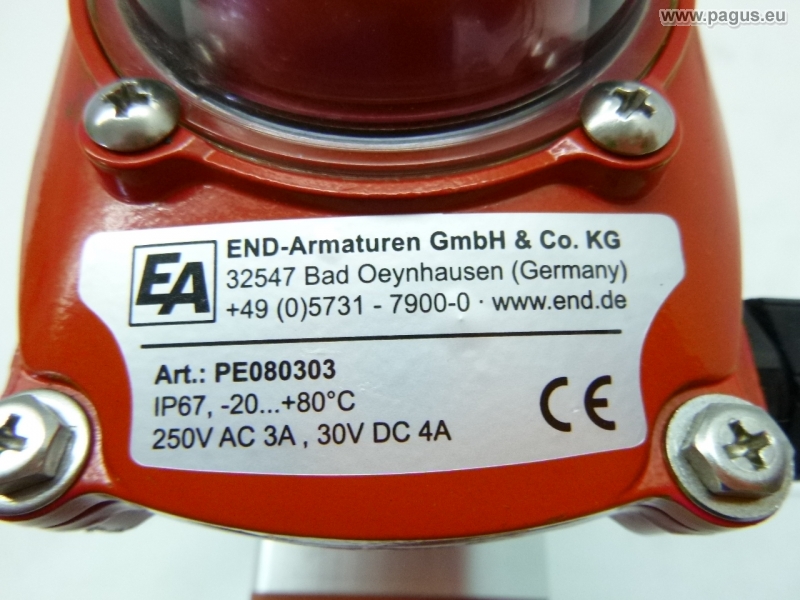 www.pagus.eu
EA
END-Armaturen GmbH & Co. KG
32547 Bad Oeynhausen (Germany)
+49 (0)5731 - 7900-0 · www.end.de
Art.: PE080303
IP67, -20...+80°C
250V AC 3A , 30V DC 4A
CE